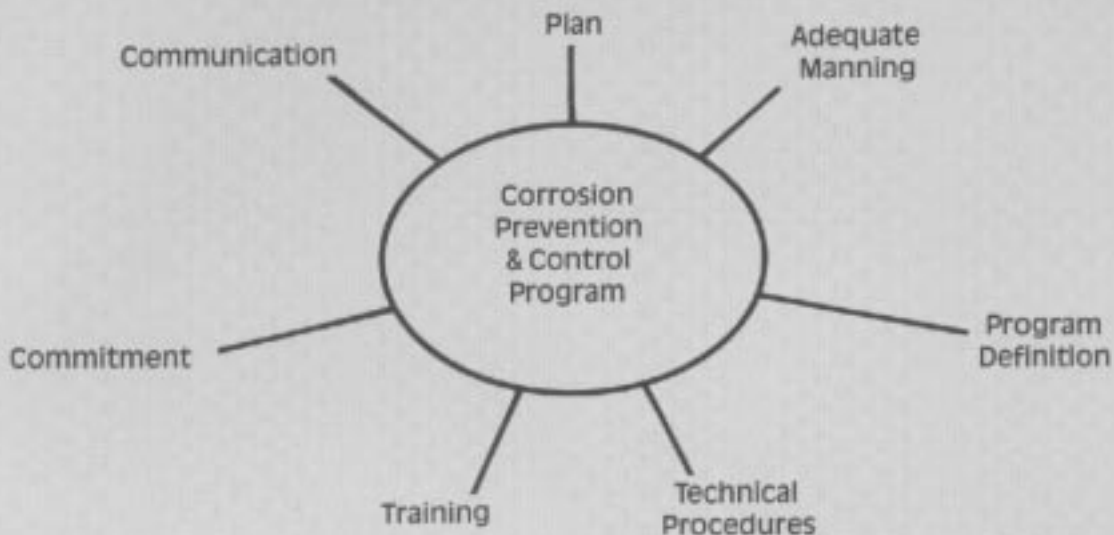 Plan
Communication
Adequate
Manning
Corrosion
Prevention
& Control
Program
Commitment
Program
Definition
Training
Technical
Procedures